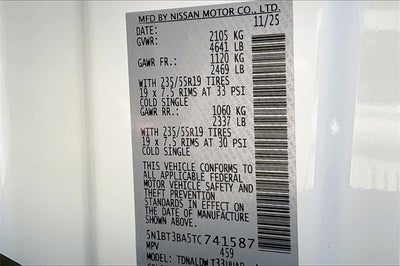 MFD BY NISSAN MOTOR CO., LTD.
DATE: 11/25
GVWR: 2105 KG
4641 LB
GAWR FR.: 1120 KG
2469 LB
WITH 235/55R19 TIRES
19 x 7.5 RIMS AT 33 PSI
COLD SINGLE
GAWR RR.: 1060 KG
2337 LB
WITH 235/55R19 TIRES
19 x 7.5 RIMS AT 30 PSI
COLD SINGLE
THIS VEHICLE CONFORMS TO
ALL APPLICABLE FEDERAL
MOTOR VEHICLE SAFETY AND
THEFT PREVENTION
STANDARDS IN EFFECT ON
THE DATE OF MANUFACTURE
SHOWN ABOVE.
5N1BT3BA5TC741587
MPV 459
MODEL: